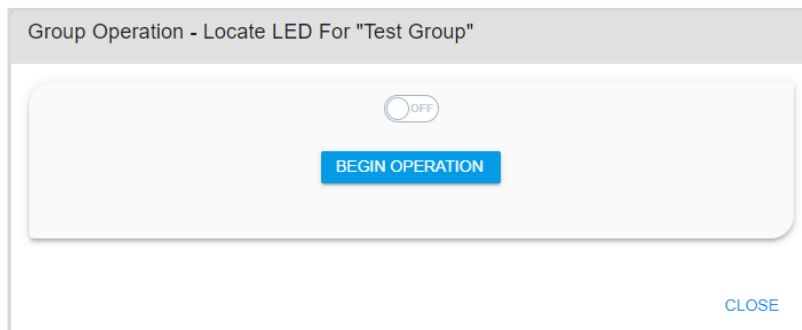 Group Operation - Locate LED For "Test Group"
OFF
BEGIN OPERATION
CLOSE